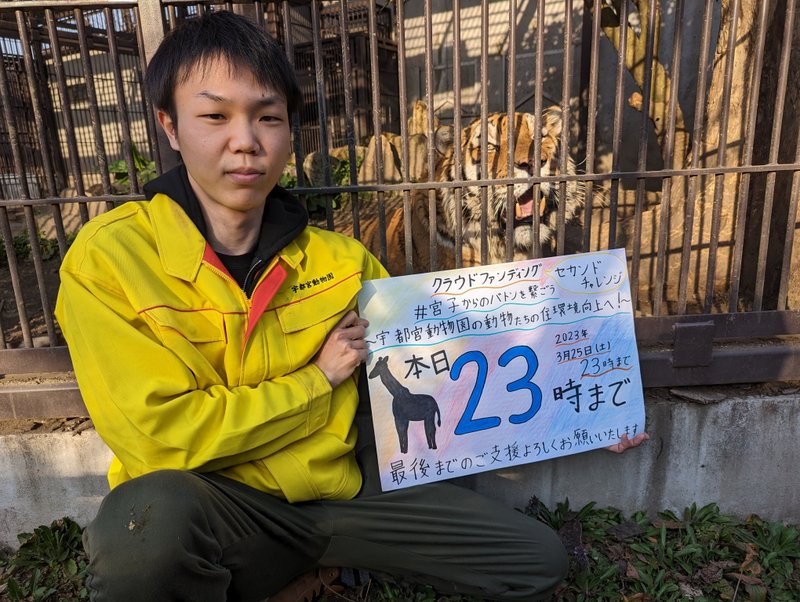 宇都宮動物園
クラウドファンディング
セカンド
チャレンジ
#宮子からのバトンを繋ごう
～宇都宮動物園の動物たちの住環境向上へ!～
2023年
3月25日(土)
23時まで
本日23時まで
最後までのご支援よろしくお願いいたします